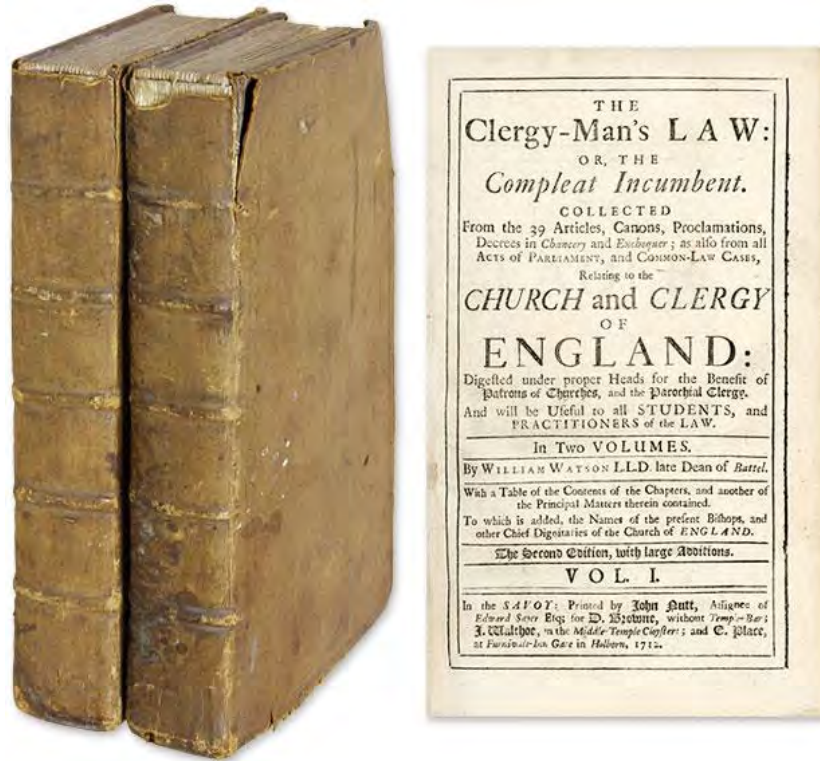 THE
Clergy-Man's LAW:
OR, THE
Compleat Incumbent.
COLLECTED
From the 39 Articles, Canons, Proclamations,
Decrees in Chancery and Exchequer; as also from all
ACTS of PARLIAMENT, and COMMON-LAW CASES,
Relating to the
CHURCH and CLERGY
OF
ENGLAND:
Digested under proper Heads for the Benefit of
Patrons of Churches, and the Parochial Clergy.
And will be Useful to all STUDENTS, and
PRACTITIONERS of the LAW.
In Two VOLUMES.
By WILLIAM WATSON LL.D. late Dean of Battel.
With a Table of the Contents of the Chapters, and another of
the Principal Matters therein contained.
To which is added, the Names of the present Bishops, and
other Chief Dignitaries of the Church of ENGLAND.
The Second Edition, with large Additions.
VOL. I.
In the SAVOY: Printed by John Nutt, Assignee of
Edward Sayer Esq; for D. Browne, without Temple-Bar;
J. Walthoe, in the Middle-Temple Cloysters; and C. Place,
at Furnivals-Inn Gate in Holborn, 1712.